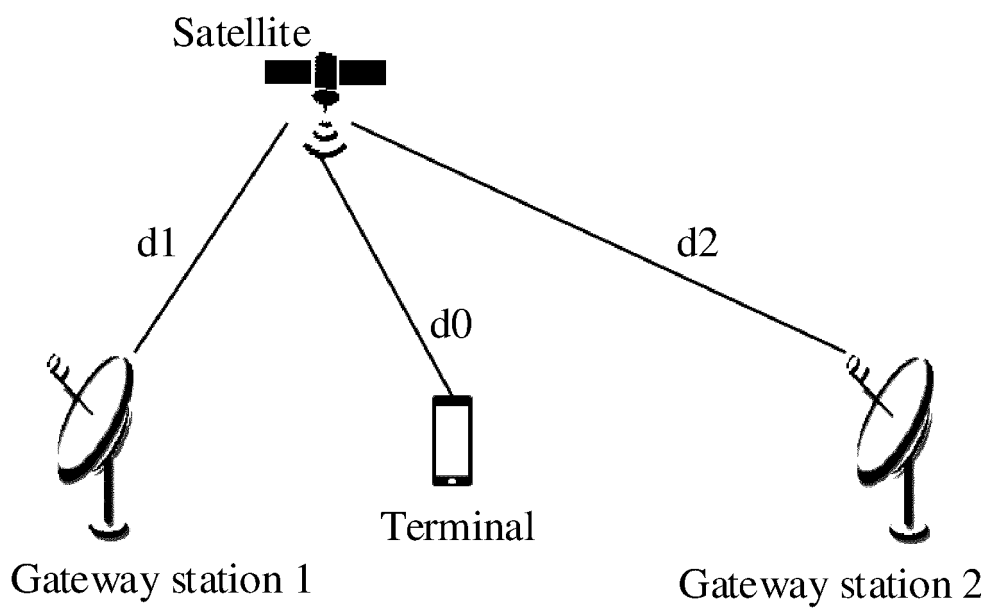 Satellite
d1
d2
d0
Terminal
Gateway station 1
Gateway station 2